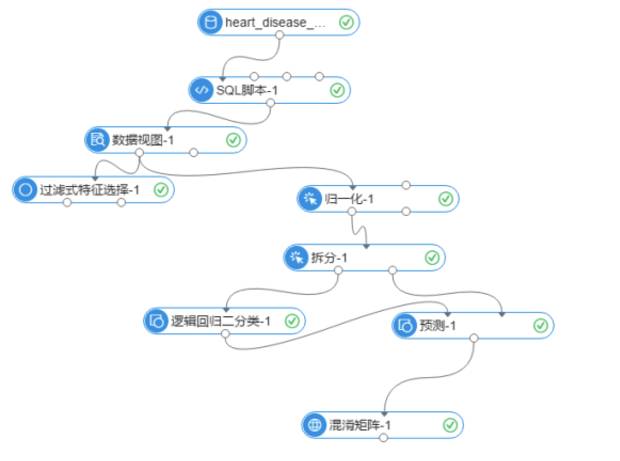 heart_disease_...
SQL脚本-1
数据视图-1
过滤式特征选择-1
归一化-1
拆分-1
逻辑回归二分类-1
预测-1
混淆矩阵-1